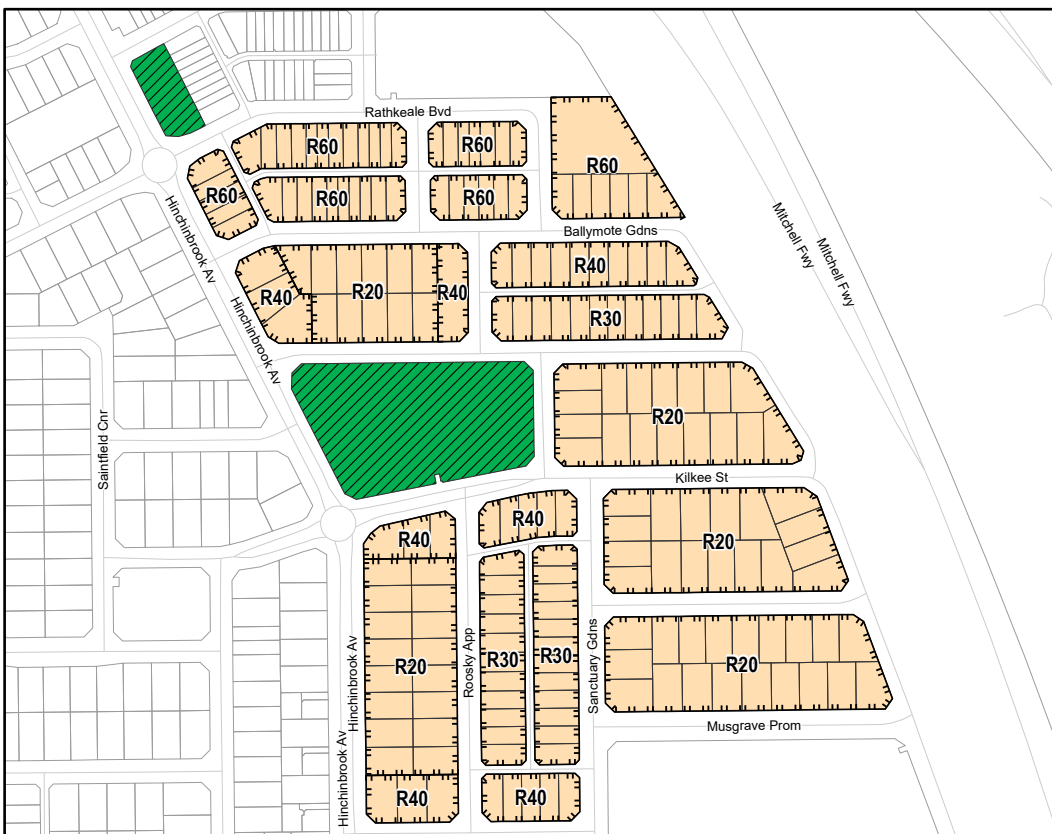 Rathkeale Bvd
R60
R60
R60
R60
R60
R60
Hinchinbrook Av
Mitchell Fwy
Mitchell Fwy
Ballymote Gdns
R40
R20
R40
R40
Hinchinbrook Av
R30
Saintfield Cnr
R20
Kilkee St
R40
R40
R20
Hinchinbrook Av
R20
Roosky App
R30
R30
Sanctuary Gdns
R20
Musgrave Prom
Hinchinbrook Av
R40
R40